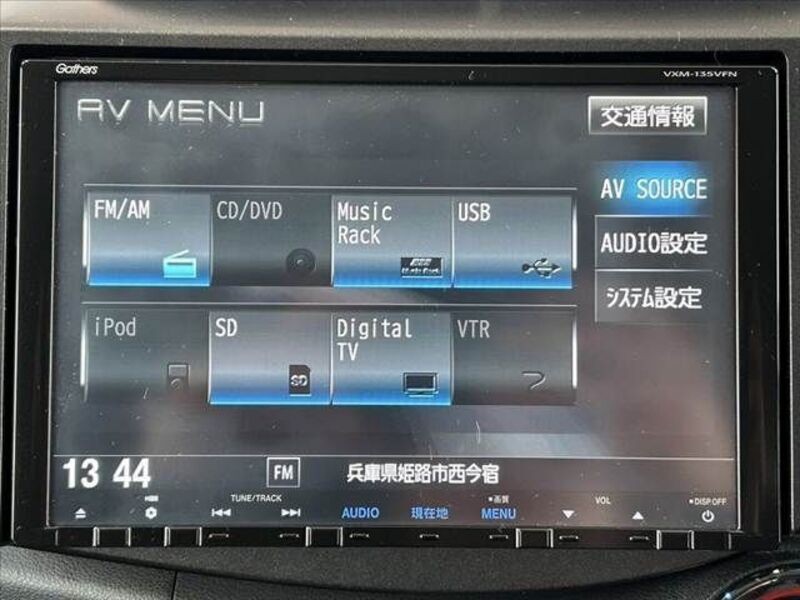 Gathers
VXM-135VFN
AV MENU
交通情報
AV SOURCE
FM/AM
CD/DVD
Music Rack
USB
AUDIO設定
システム設定
iPod
SD
SD
Digital TV
VTR
13 44
FM
兵庫県姫路市西今宿
TUNE/TRACK
AUDIO
現在地
画質
MENU
VOL
DISP.OFF